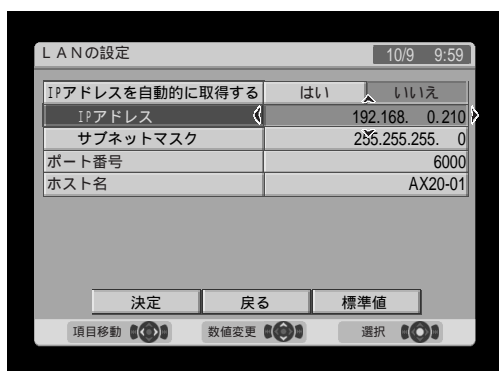 LANの設定 10/9 9:59
IPアドレスを自動的に取得する はい いいえ
IPアドレス 192.168. 0.210
サブネットマスク 255.255.255. 0
ポート番号 6000
ホスト名 AX20-01
決定 戻る 標準値
項目移動 数値変更 選択